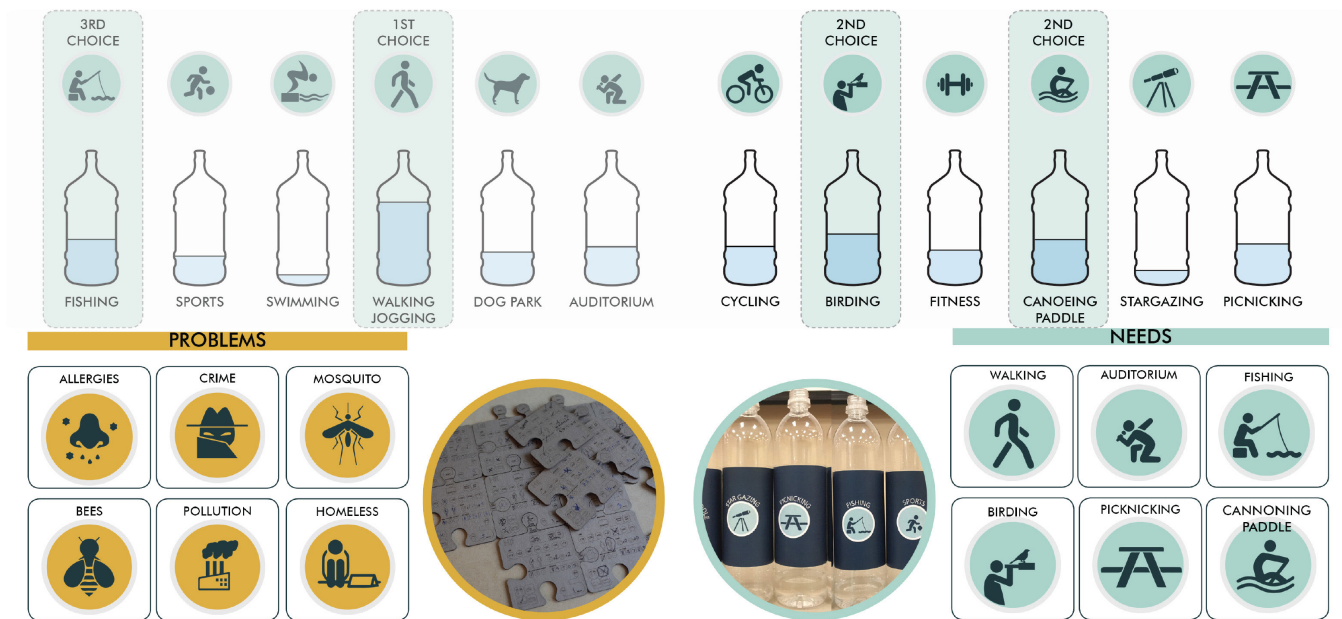 3RD
CHOICE
1ST
CHOICE
2ND
CHOICE
2ND
CHOICE
FISHING
SPORTS
SWIMMING
WALKING
JOGGING
DOG PARK
AUDITORIUM
CYCLING
BIRDING
FITNESS
CANOEING
PADDLE
STARGAZING
PICNICKING
PROBLEMS
ALLERGIES
CRIME
MOSQUITO
BEES
POLLUTION
HOMELESS
STAR GAZING
PICNICKING
FISHING
SPORTS
NEEDS
WALKING
AUDITORIUM
FISHING
BIRDING
PICKNICKING
CANNONING
PADDLE